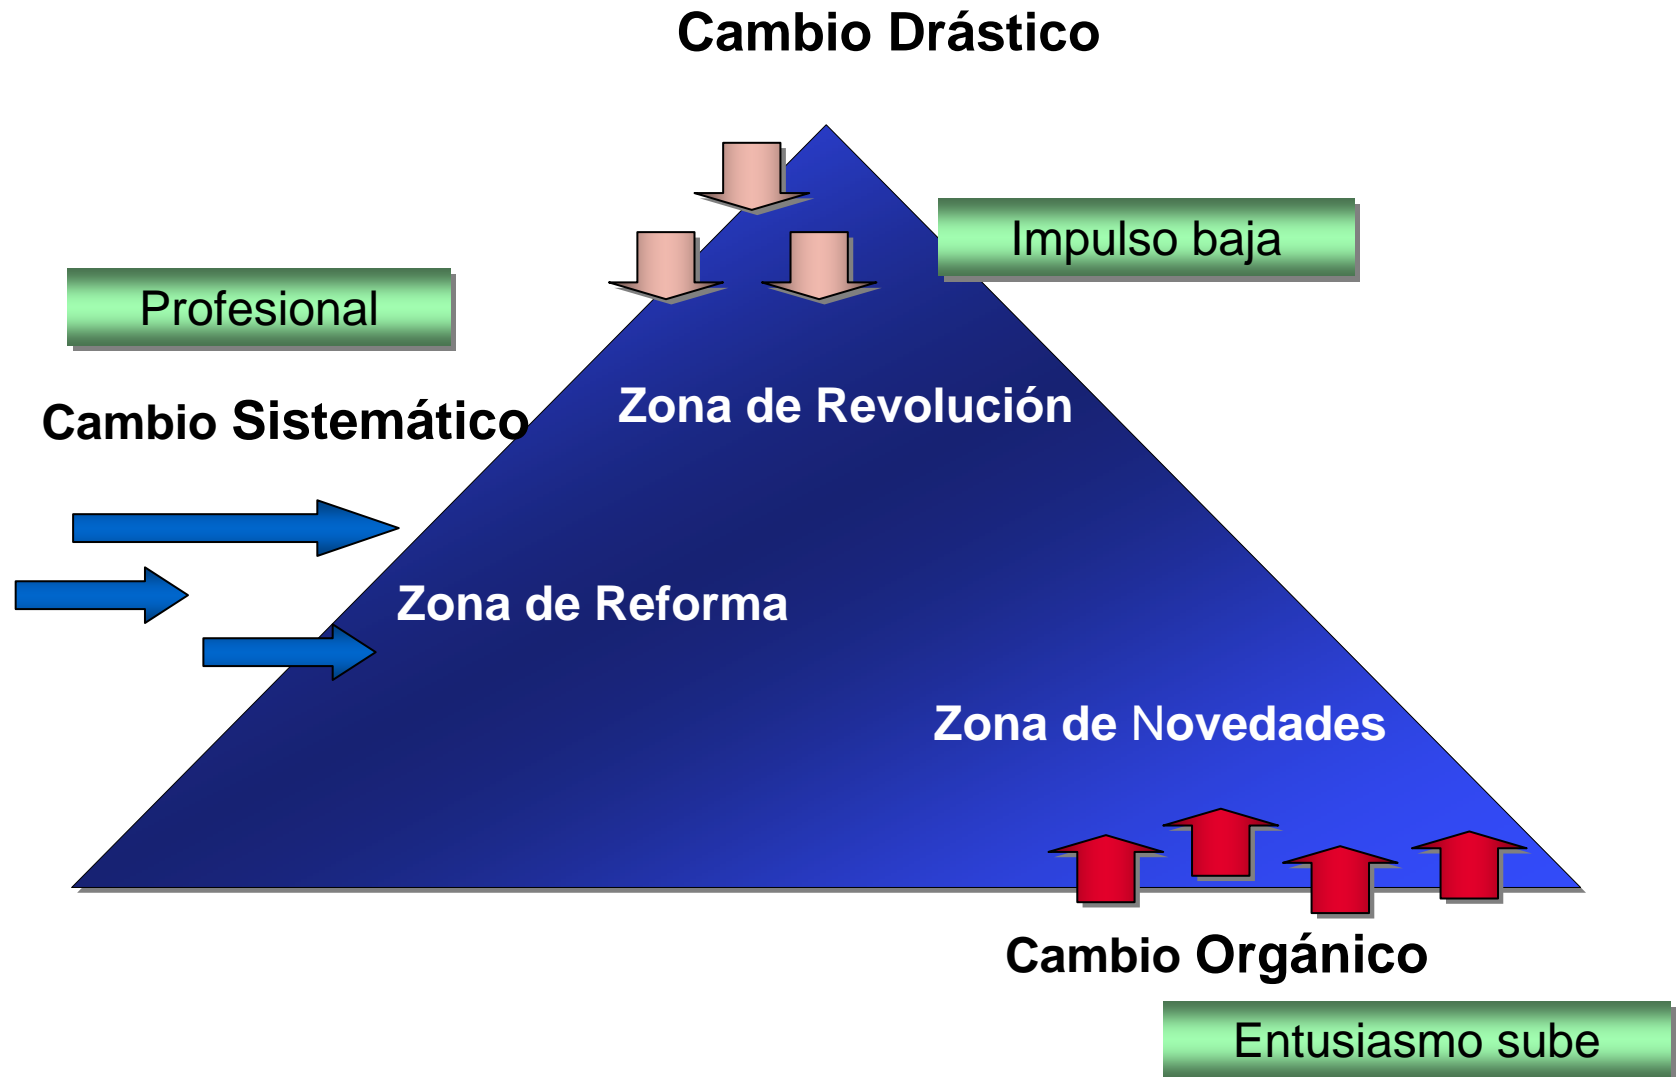 Cambio Drástico
Impulso baja
Profesional
Cambio Sistemático
Zona de Revolución
Zona de Reforma
Zona de Novedades
Cambio Orgánico
Entusiasmo sube